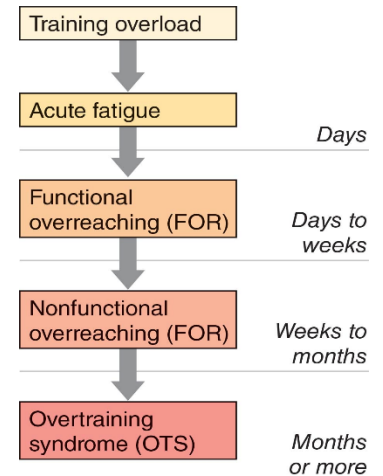 Training overload
Acute fatigue
Days
Functional
overreaching (FOR)
Days to
weeks
Nonfunctional
overreaching (FOR)
Weeks to
months
Overtraining
syndrome (OTS)
Months
or more